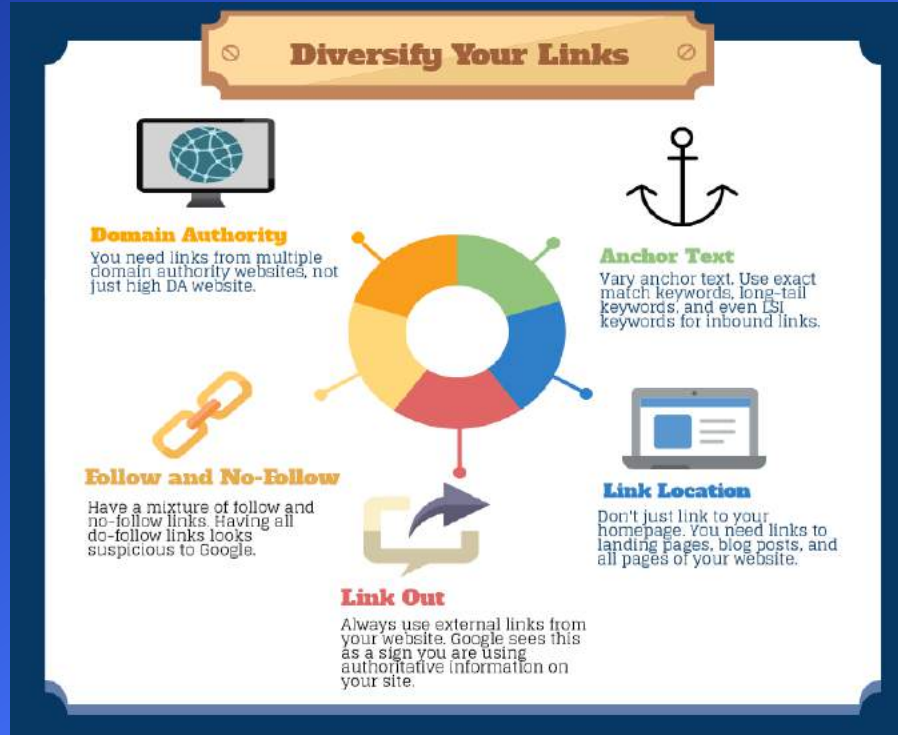 Diversify Your Links
Domain Authority
You need links from multiple
domain authority websites, not
just high DA website.
Anchor Text
Vary anchor text. Use exact
match keywords, long-tail
keywords, and even LSI
keywords for inbound links.
Follow and No-Follow
Have a mixture of follow and
no-follow links. Having all
do-follow links looks
suspicious to Google.
Link Location
Don't just link to your
homepage. You need links to
landing pages, blog posts, and
all pages of your website.
Link Out
Always use external links from
your website. Google sees this
as a sign you are using
authoritative information on
your site.